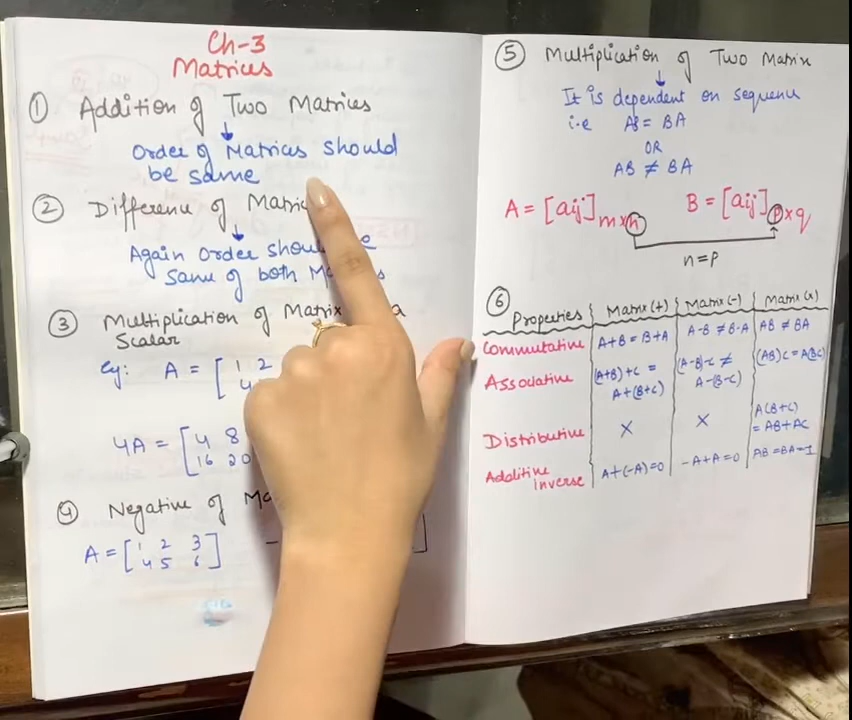 Ch-3
Matrices
① Addition of Two Matrices
↓
Order of Matrices should
be same
② Difference of
↓
Again Order
same of both
③ Multiplication of Matrix a
Scalar
eg: A = [ 1 2
4
4A = [ 4 8
16 20
④ Negative of
A = [ 1 2 3
4 5 6 ] - ]
⑤ Multiplication of Two Matrix
↓
It is dependent on sequence
i.e AB = BA
OR
AB ≠ BA
A = [aij] m×n B = [aij] p×q
n = p
⑥ Properties Matrix (+) Matrix (-) Matrix (x)
Commutative A+B = B+A A-B ≠ B-A AB ≠ BA
Associative (A+B)+C = A+(B+C) (A-B)-C ≠ A-(B-C) (AB)C = A(BC)
Distributive × × A(B+C) = AB+AC
Additive inverse A+(-A)=0 -A+A=0 AB=BA=1